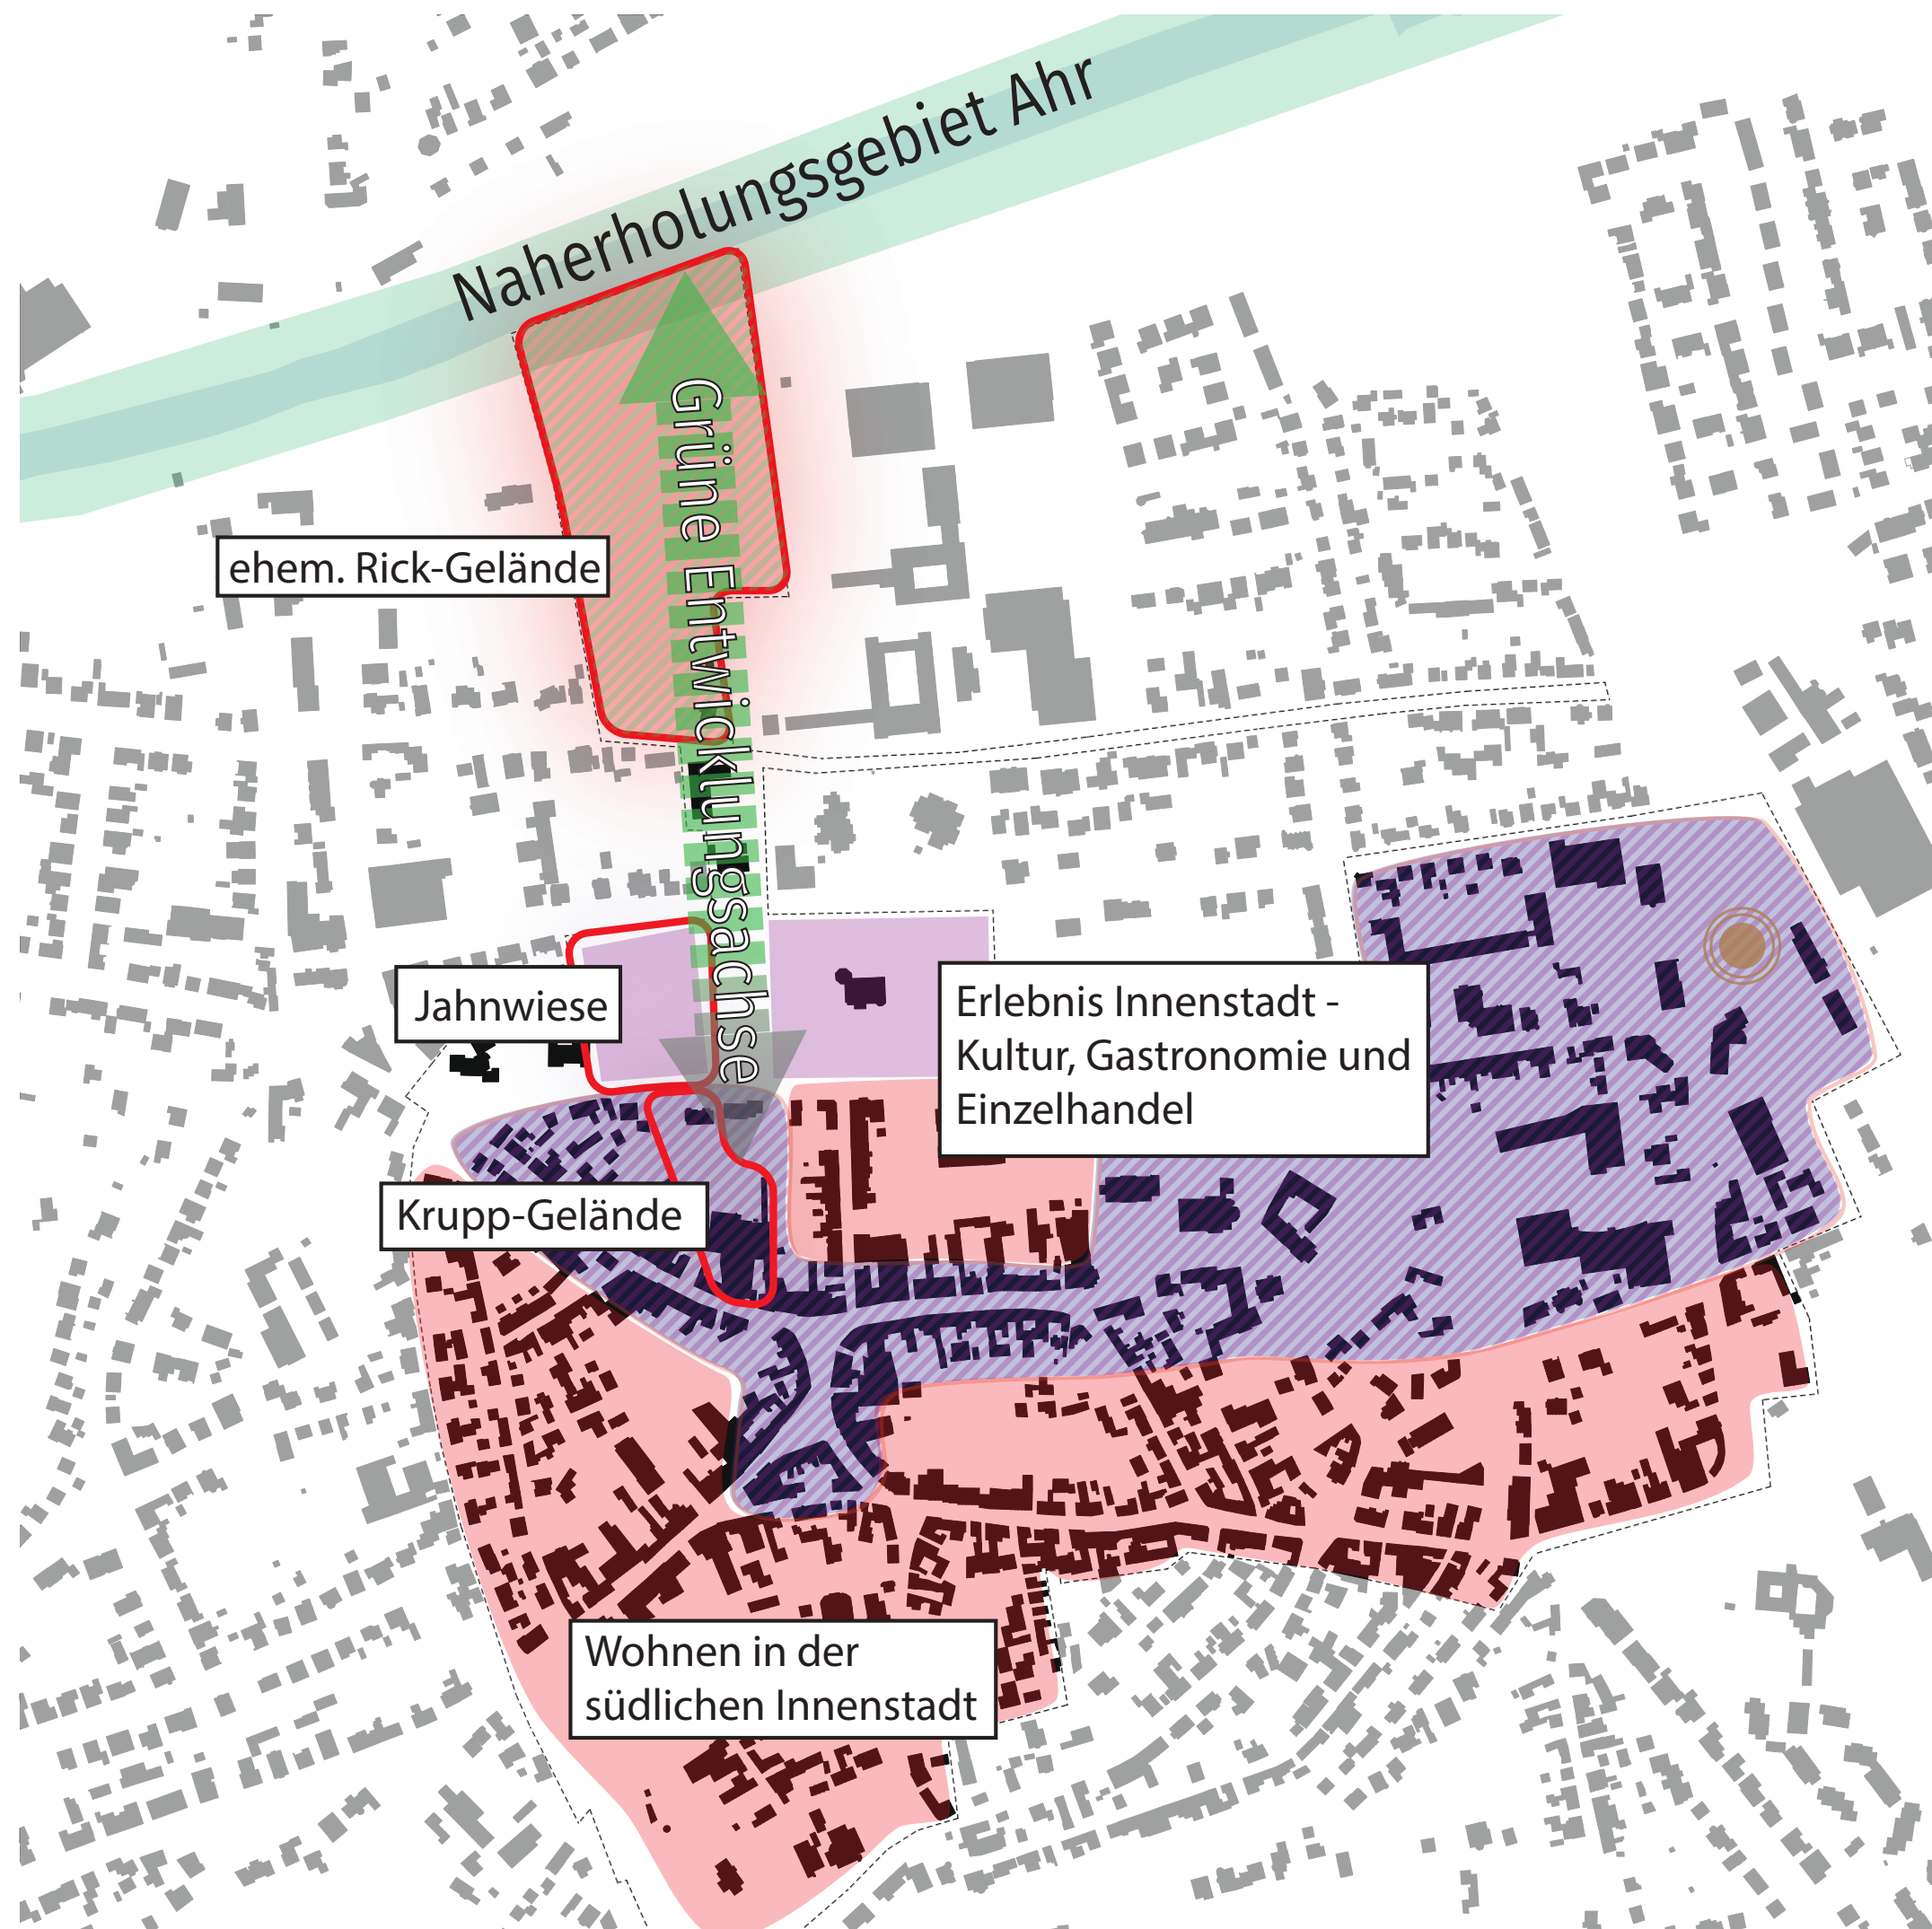 Naherholungsgebiet Ahr
Grüne Entwicklungsachse
ehem. Rick-Gelände
Jahnwiese
Erlebnis Innenstadt -
Kultur, Gastronomie und
Einzelhandel
Krupp-Gelände
Wohnen in der
südlichen Innenstadt